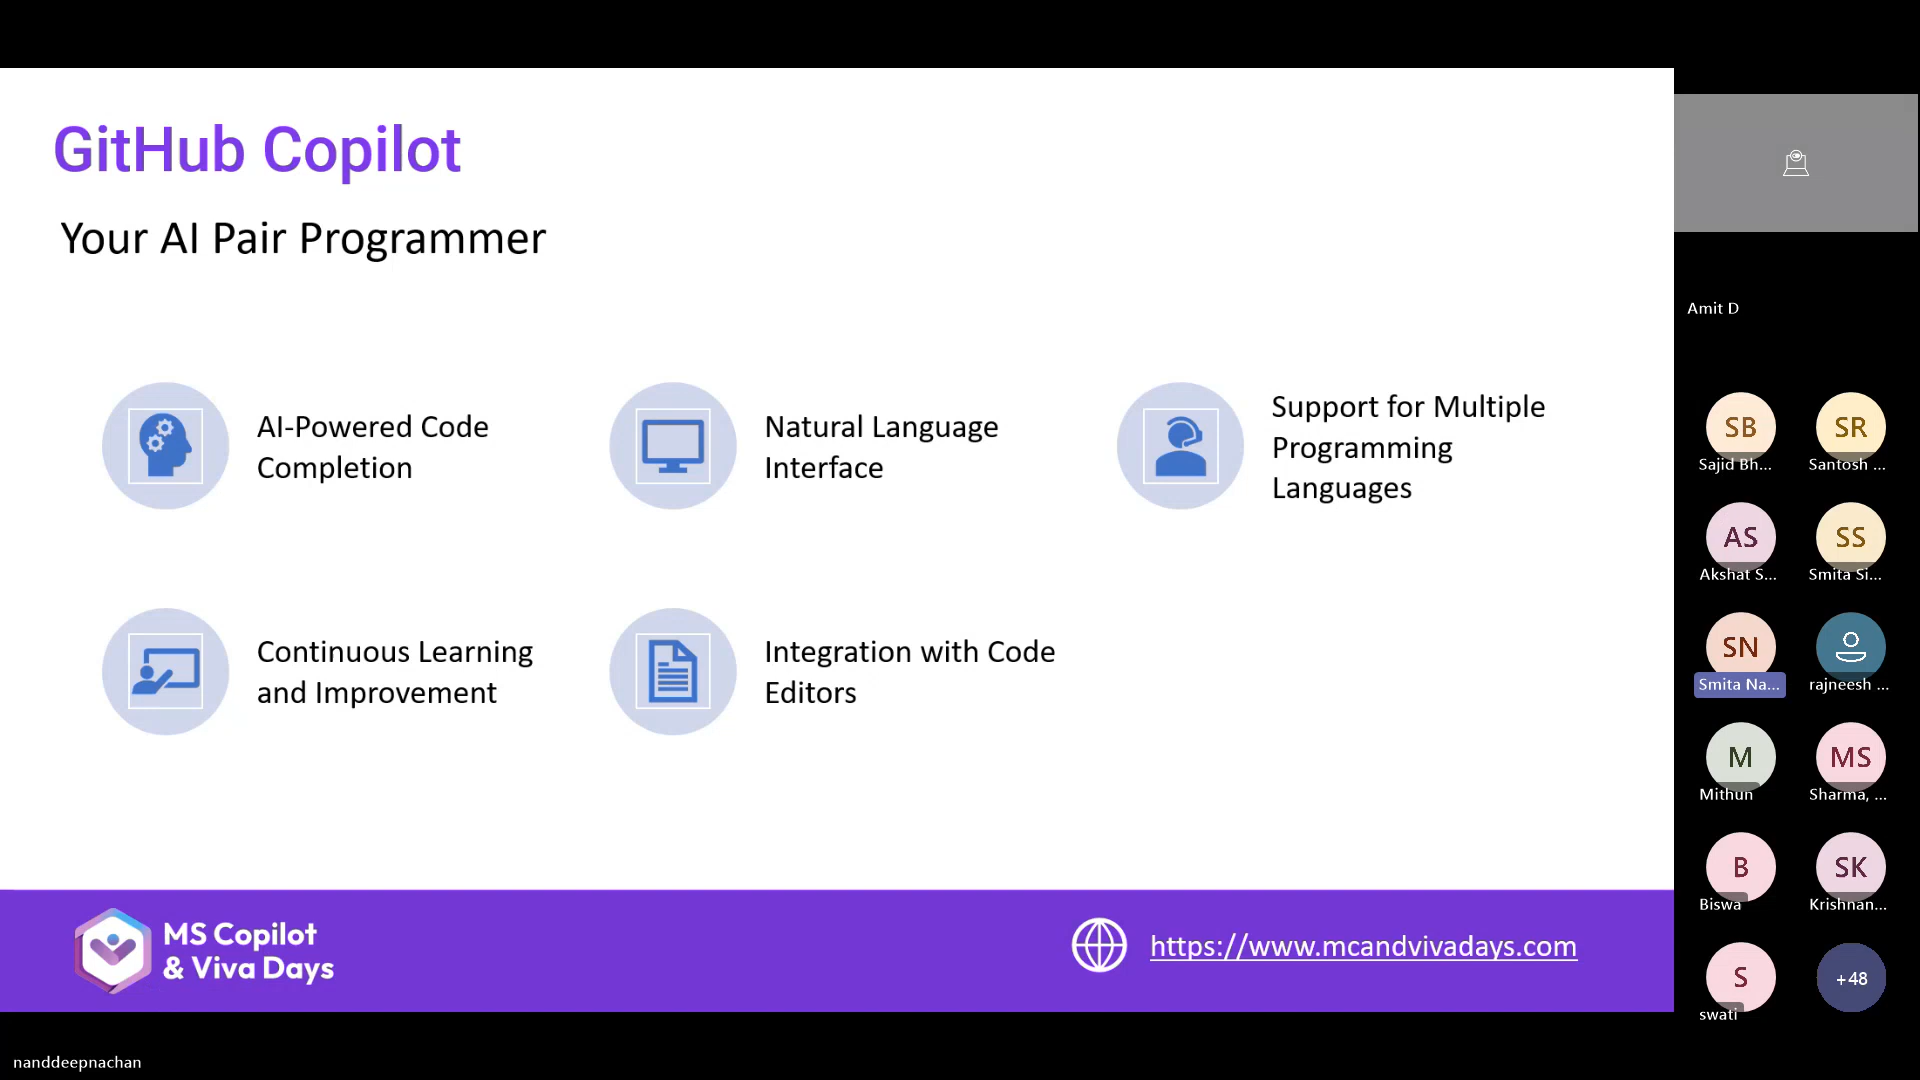 GitHub Copilot
Your AI Pair Programmer
AI-Powered Code
Completion
Natural Language
Interface
Support for Multiple
Programming
Languages
Continuous Learning
and Improvement
Integration with Code
Editors
MS Copilot
& Viva Days
https://www.mcandvivadays.com
nanddeepnachan
Amit D
SB
Sajid Bh...
SR
Santosh ...
AS
Akshat S...
SS
Smita Si...
SN
Smita Na...
rajneesh ...
M
Mithun
MS
Sharma, ...
B
Biswa
SK
Krishnan...
S
swati
+48